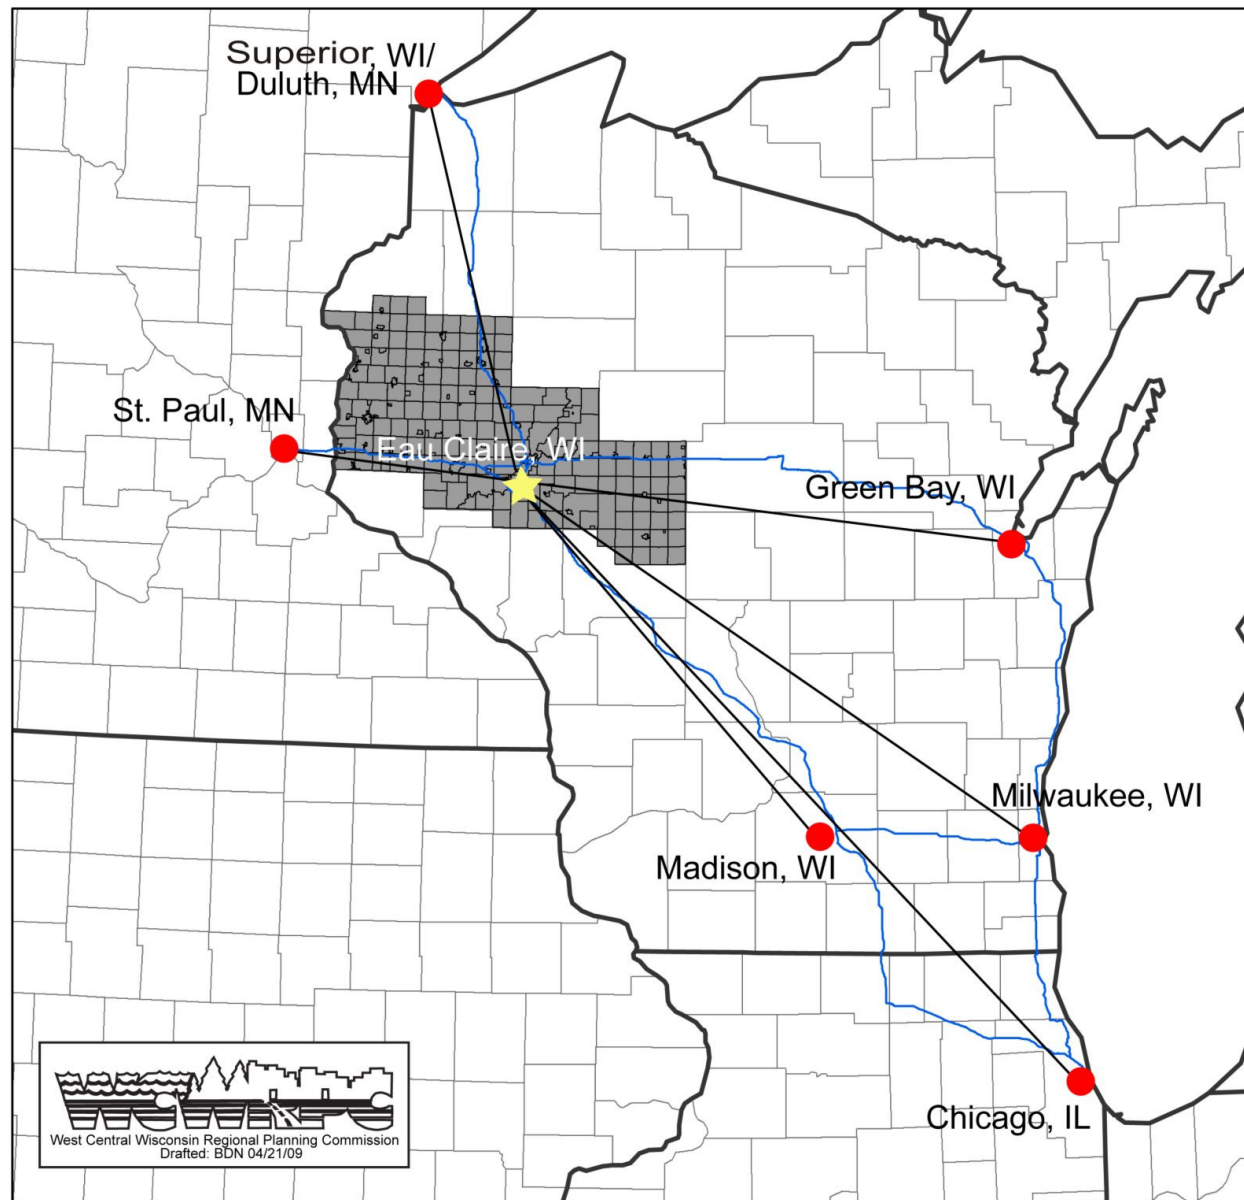 Superior, WI/
Duluth, MN
St. Paul, MN
Eau Claire, WI
Green Bay, WI
Milwaukee, WI
Madison, WI
Chicago, IL
West Central Wisconsin Regional Planning Commission
Drafted: BDN 04/21/09